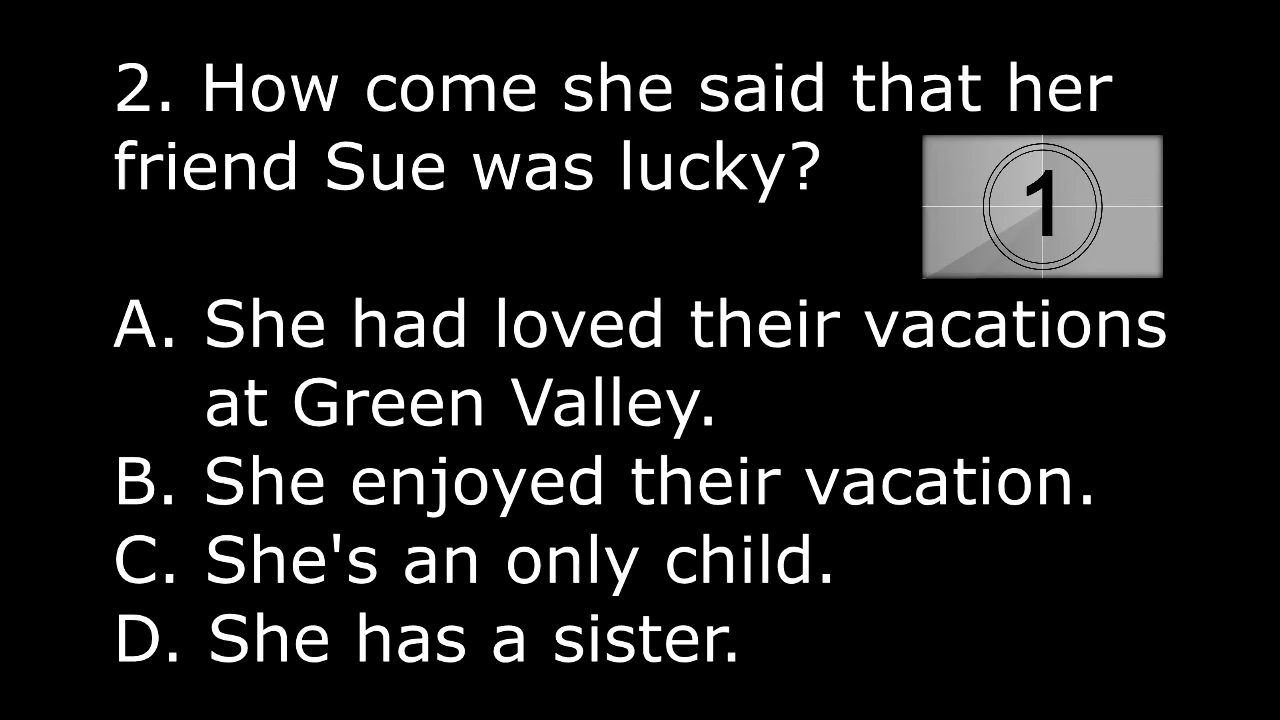 2. How come she said that her
friend Sue was lucky?
1
A. She had loved their vacations
at Green Valley.
B. She enjoyed their vacation.
C. She's an only child.
D. She has a sister.